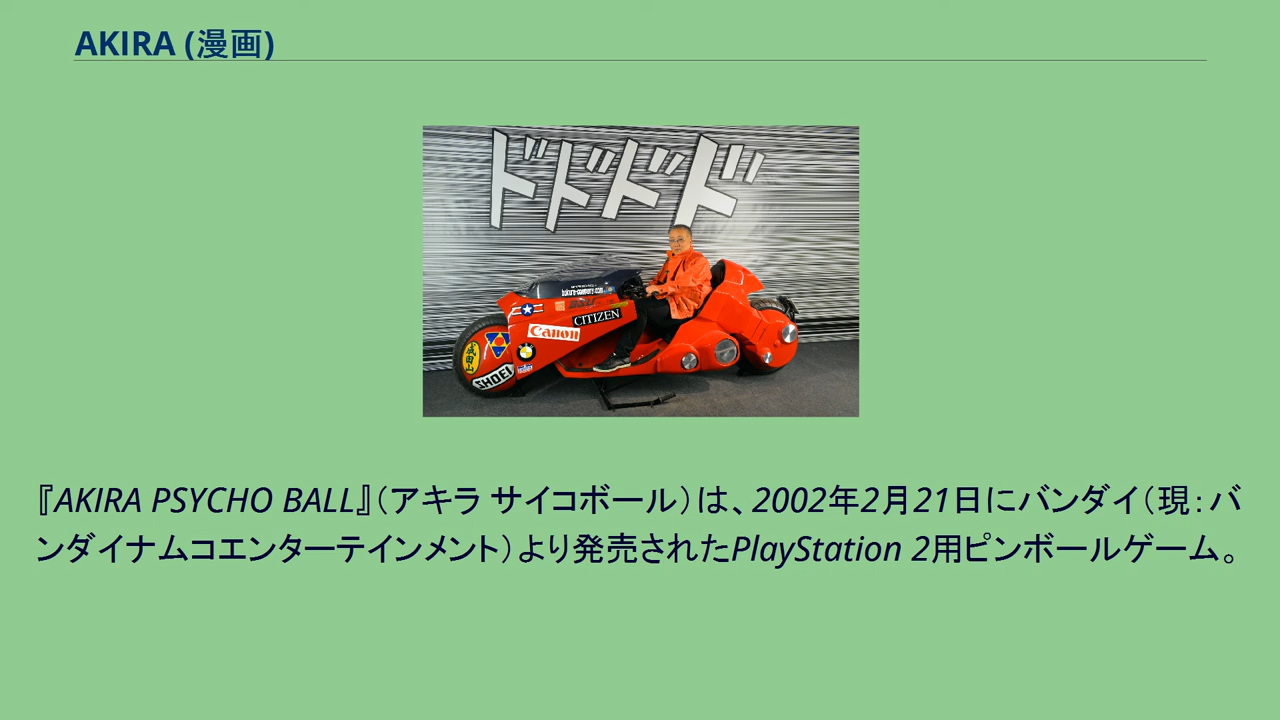 AKIRA (漫画)
ドドドド
CITIZEN
Canon
成田山
SHOEI
『AKIRA PSYCHO BALL』（アキラ サイコボール）は、2002年2月21日にバンダイ（現：バ
ンダイナムコエンターテインメント）より発売されたPlayStation 2用ピンボールゲーム。